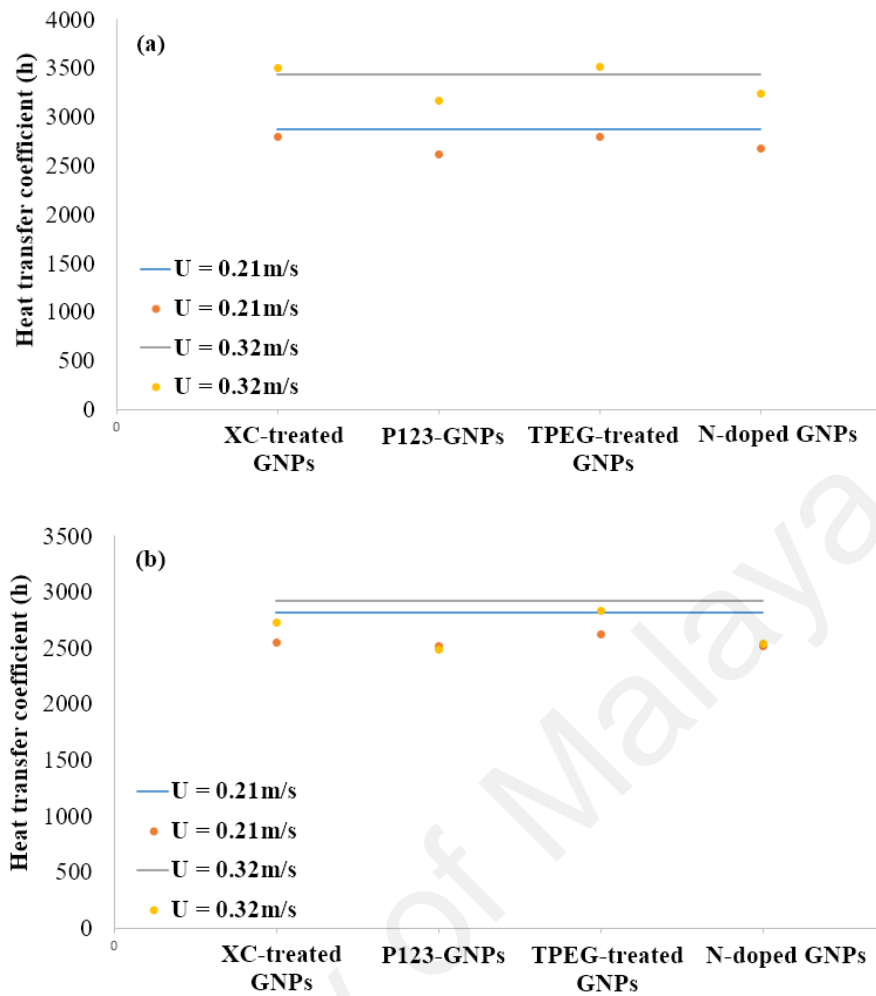 4000
(a)
3500
3000
2500
2000
1500
1000
500
0
Heat transfer coefficient (h)
U = 0.21m/s
U = 0.21m/s
U = 0.32m/s
U = 0.32m/s
0
XC-treated
GNPs
P123-GNPs
TPEG-treated
GNPs
N-doped GNPs
3500
(b)
3000
2500
2000
1500
1000
500
0
Heat transfer coefficient (h)
U = 0.21m/s
U = 0.21m/s
U = 0.32m/s
U = 0.32m/s
0
XC-treated
GNPs
P123-GNPs
TPEG-treated
GNPs
N-doped GNPs
of Malaya